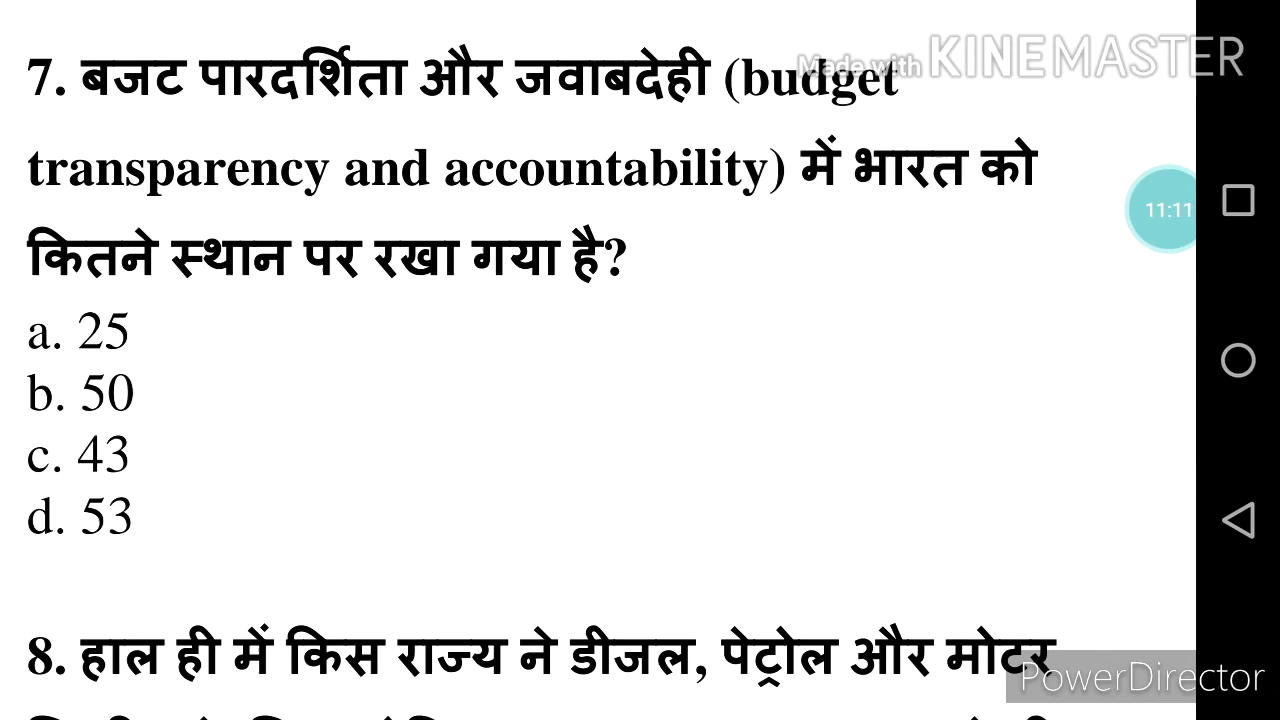 7. बजट पारदर्शिता और जवाबदेही (budget
Made with KINEMASTER
transparency and accountability) में भारत को
11:11
कितने स्थान पर रखा गया है?
a. 25
b. 50
c. 43
d. 53
8. हाल ही में किस राज्य ने डीजल, पेट्रोल और मोटर
PowerDirector